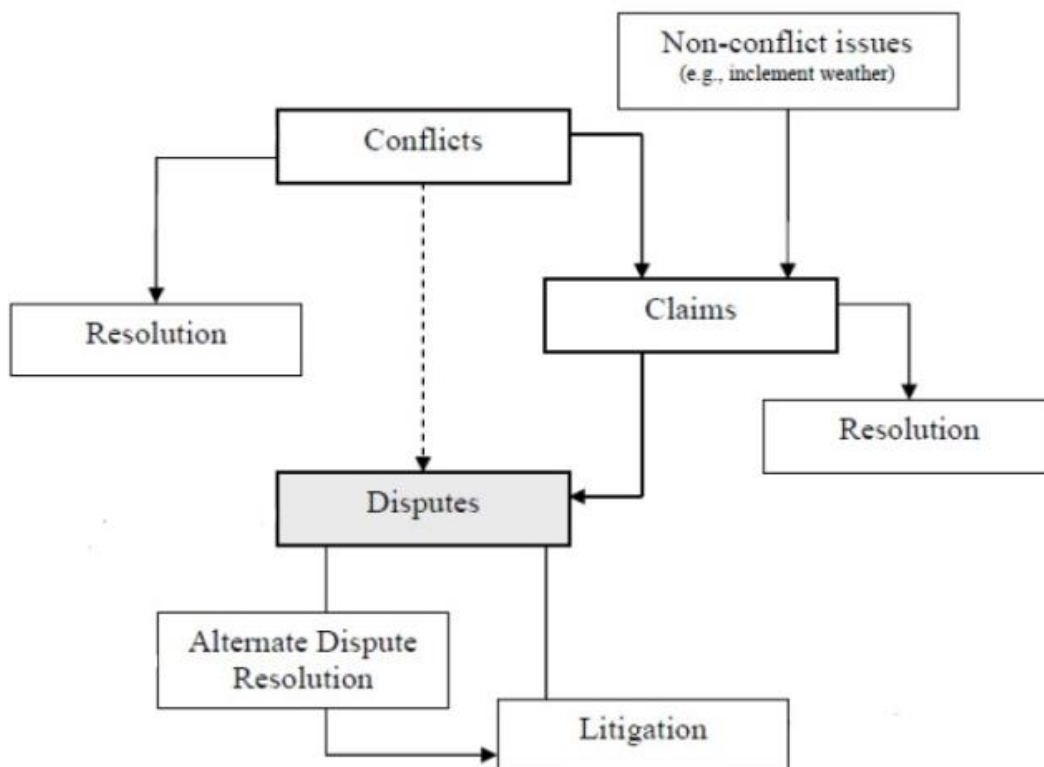 Non-conflict issues
(e.g., inclement weather)
Conflicts
Claims
Resolution
Resolution
Disputes
Alternate Dispute
Resolution
Litigation